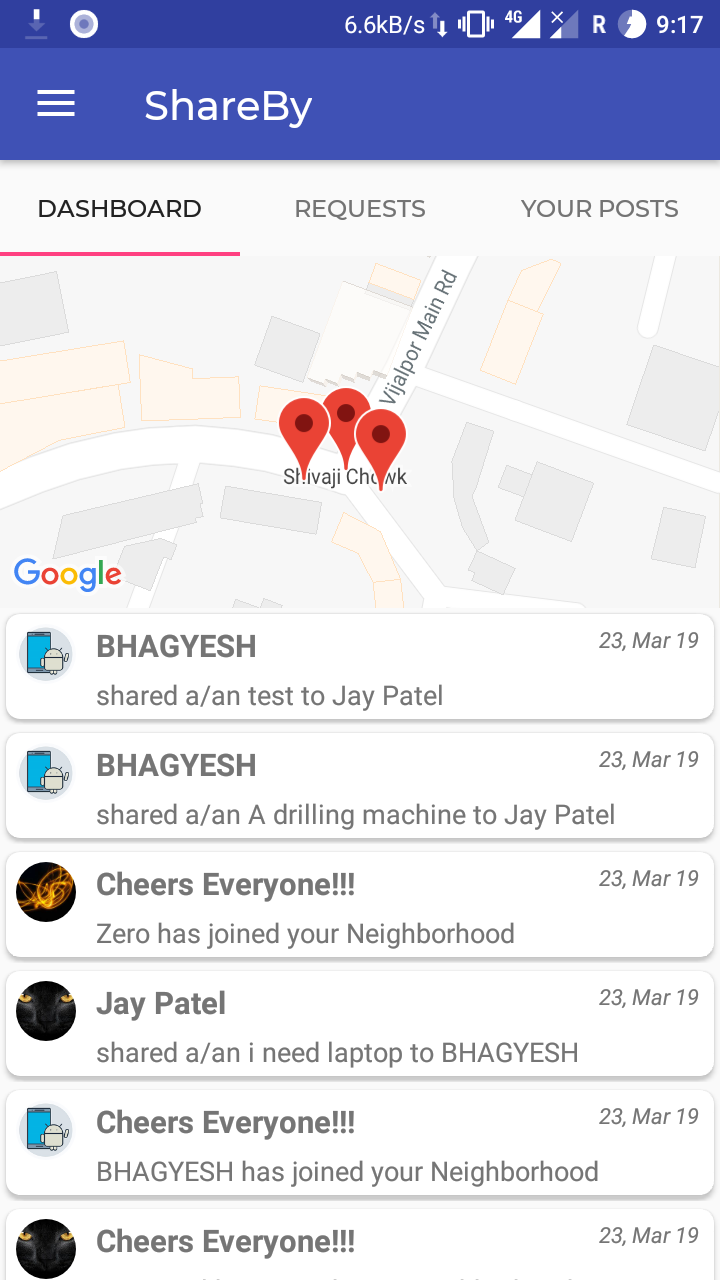 6.6kB/s 4G R 9:17
ShareBy
DASHBOARD REQUESTS YOUR POSTS
Vijalpor Main Rd
Shivaji Chowk
Google
BHAGYESH 23, Mar 19
shared a/an test to Jay Patel
BHAGYESH 23, Mar 19
shared a/an A drilling machine to Jay Patel
Cheers Everyone!!! 23, Mar 19
Zero has joined your Neighborhood
Jay Patel 23, Mar 19
shared a/an i need laptop to BHAGYESH
Cheers Everyone!!! 23, Mar 19
BHAGYESH has joined your Neighborhood
Cheers Everyone!!! 23, Mar 19